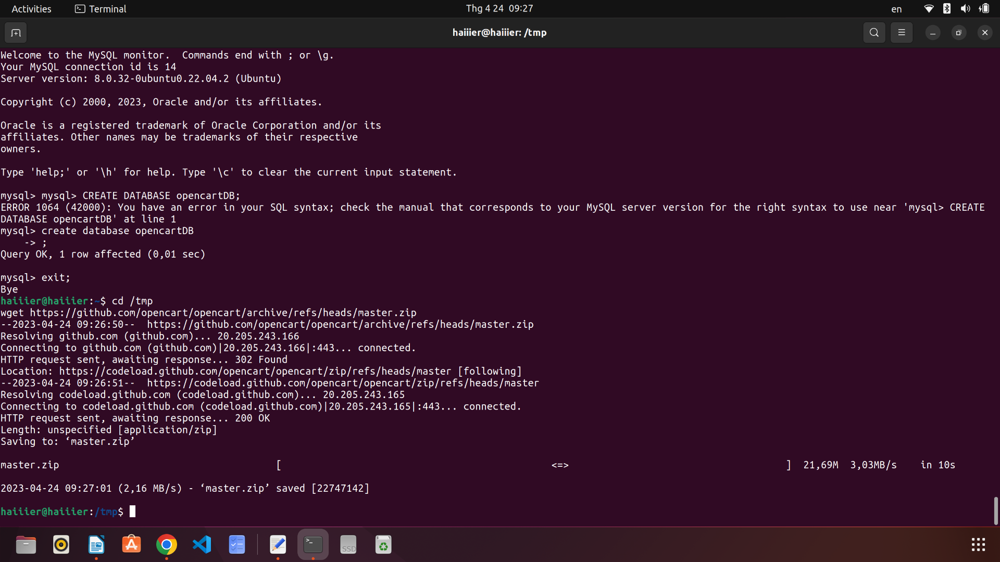 Activities Terminal Thg 4 24 09:27 en
haiiier@haiiier: /tmp
Welcome to the MySQL monitor.  Commands end with ; or \g.
Your MySQL connection id is 14
Server version: 8.0.32-0ubuntu0.22.04.2 (Ubuntu)
Copyright (c) 2000, 2023, Oracle and/or its affiliates.
Oracle is a registered trademark of Oracle Corporation and/or its
affiliates. Other names may be trademarks of their respective
owners.
Type 'help;' or '\h' for help. Type '\c' to clear the current input statement.
mysql> mysql> CREATE DATABASE opencartDB;
ERROR 1064 (42000): You have an error in your SQL syntax; check the manual that corresponds to your MySQL server version for the right syntax to use near 'mysql> CREATE
DATABASE opencartDB' at line 1
mysql> create database opencartDB
    -> ;
Query OK, 1 row affected (0,01 sec)
mysql> exit;
Bye
haiiier@haiiier:~$ cd /tmp
wget https://github.com/opencart/opencart/archive/refs/heads/master.zip
--2023-04-24 09:26:50--  https://github.com/opencart/opencart/archive/refs/heads/master.zip
Resolving github.com (github.com)... 20.205.243.166
Connecting to github.com (github.com)|20.205.243.166|:443... connected.
HTTP request sent, awaiting response... 302 Found
Location: https://codeload.github.com/opencart/opencart/zip/refs/heads/master [following]
--2023-04-24 09:26:51--  https://codeload.github.com/opencart/opencart/zip/refs/heads/master
Resolving codeload.github.com (codeload.github.com)... 20.205.243.165
Connecting to codeload.github.com (codeload.github.com)|20.205.243.165|:443... connected.
HTTP request sent, awaiting response... 200 OK
Length: unspecified [application/zip]
Saving to: ‘master.zip’
master.zip [ <=> ] 21,69M 3,03MB/s in 10s
2023-04-24 09:27:01 (2,16 MB/s) - ‘master.zip’ saved [22747142]
haiiier@haiiier:/tmp$
SSD